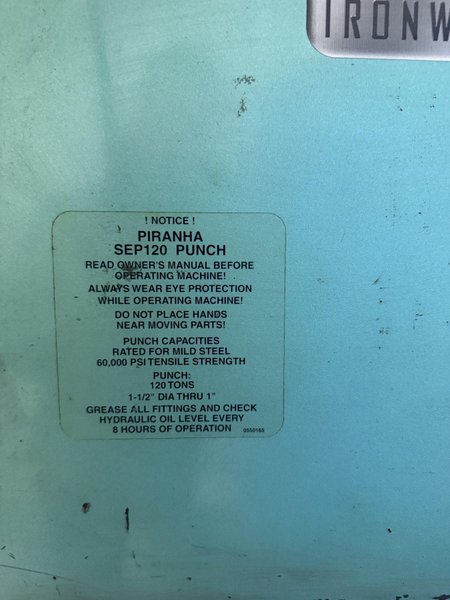 IRONW
! NOTICE !
PIRANHA
SEP120 PUNCH
READ OWNER'S MANUAL BEFORE
OPERATING MACHINE!
ALWAYS WEAR EYE PROTECTION
WHILE OPERATING MACHINE!
DO NOT PLACE HANDS
NEAR MOVING PARTS!
PUNCH CAPACITIES
RATED FOR MILD STEEL
60,000 PSI TENSILE STRENGTH
PUNCH:
120 TONS
1-1/2" DIA THRU 1"
GREASE ALL FITTINGS AND CHECK
HYDRAULIC OIL LEVEL EVERY
8 HOURS OF OPERATION
0550165